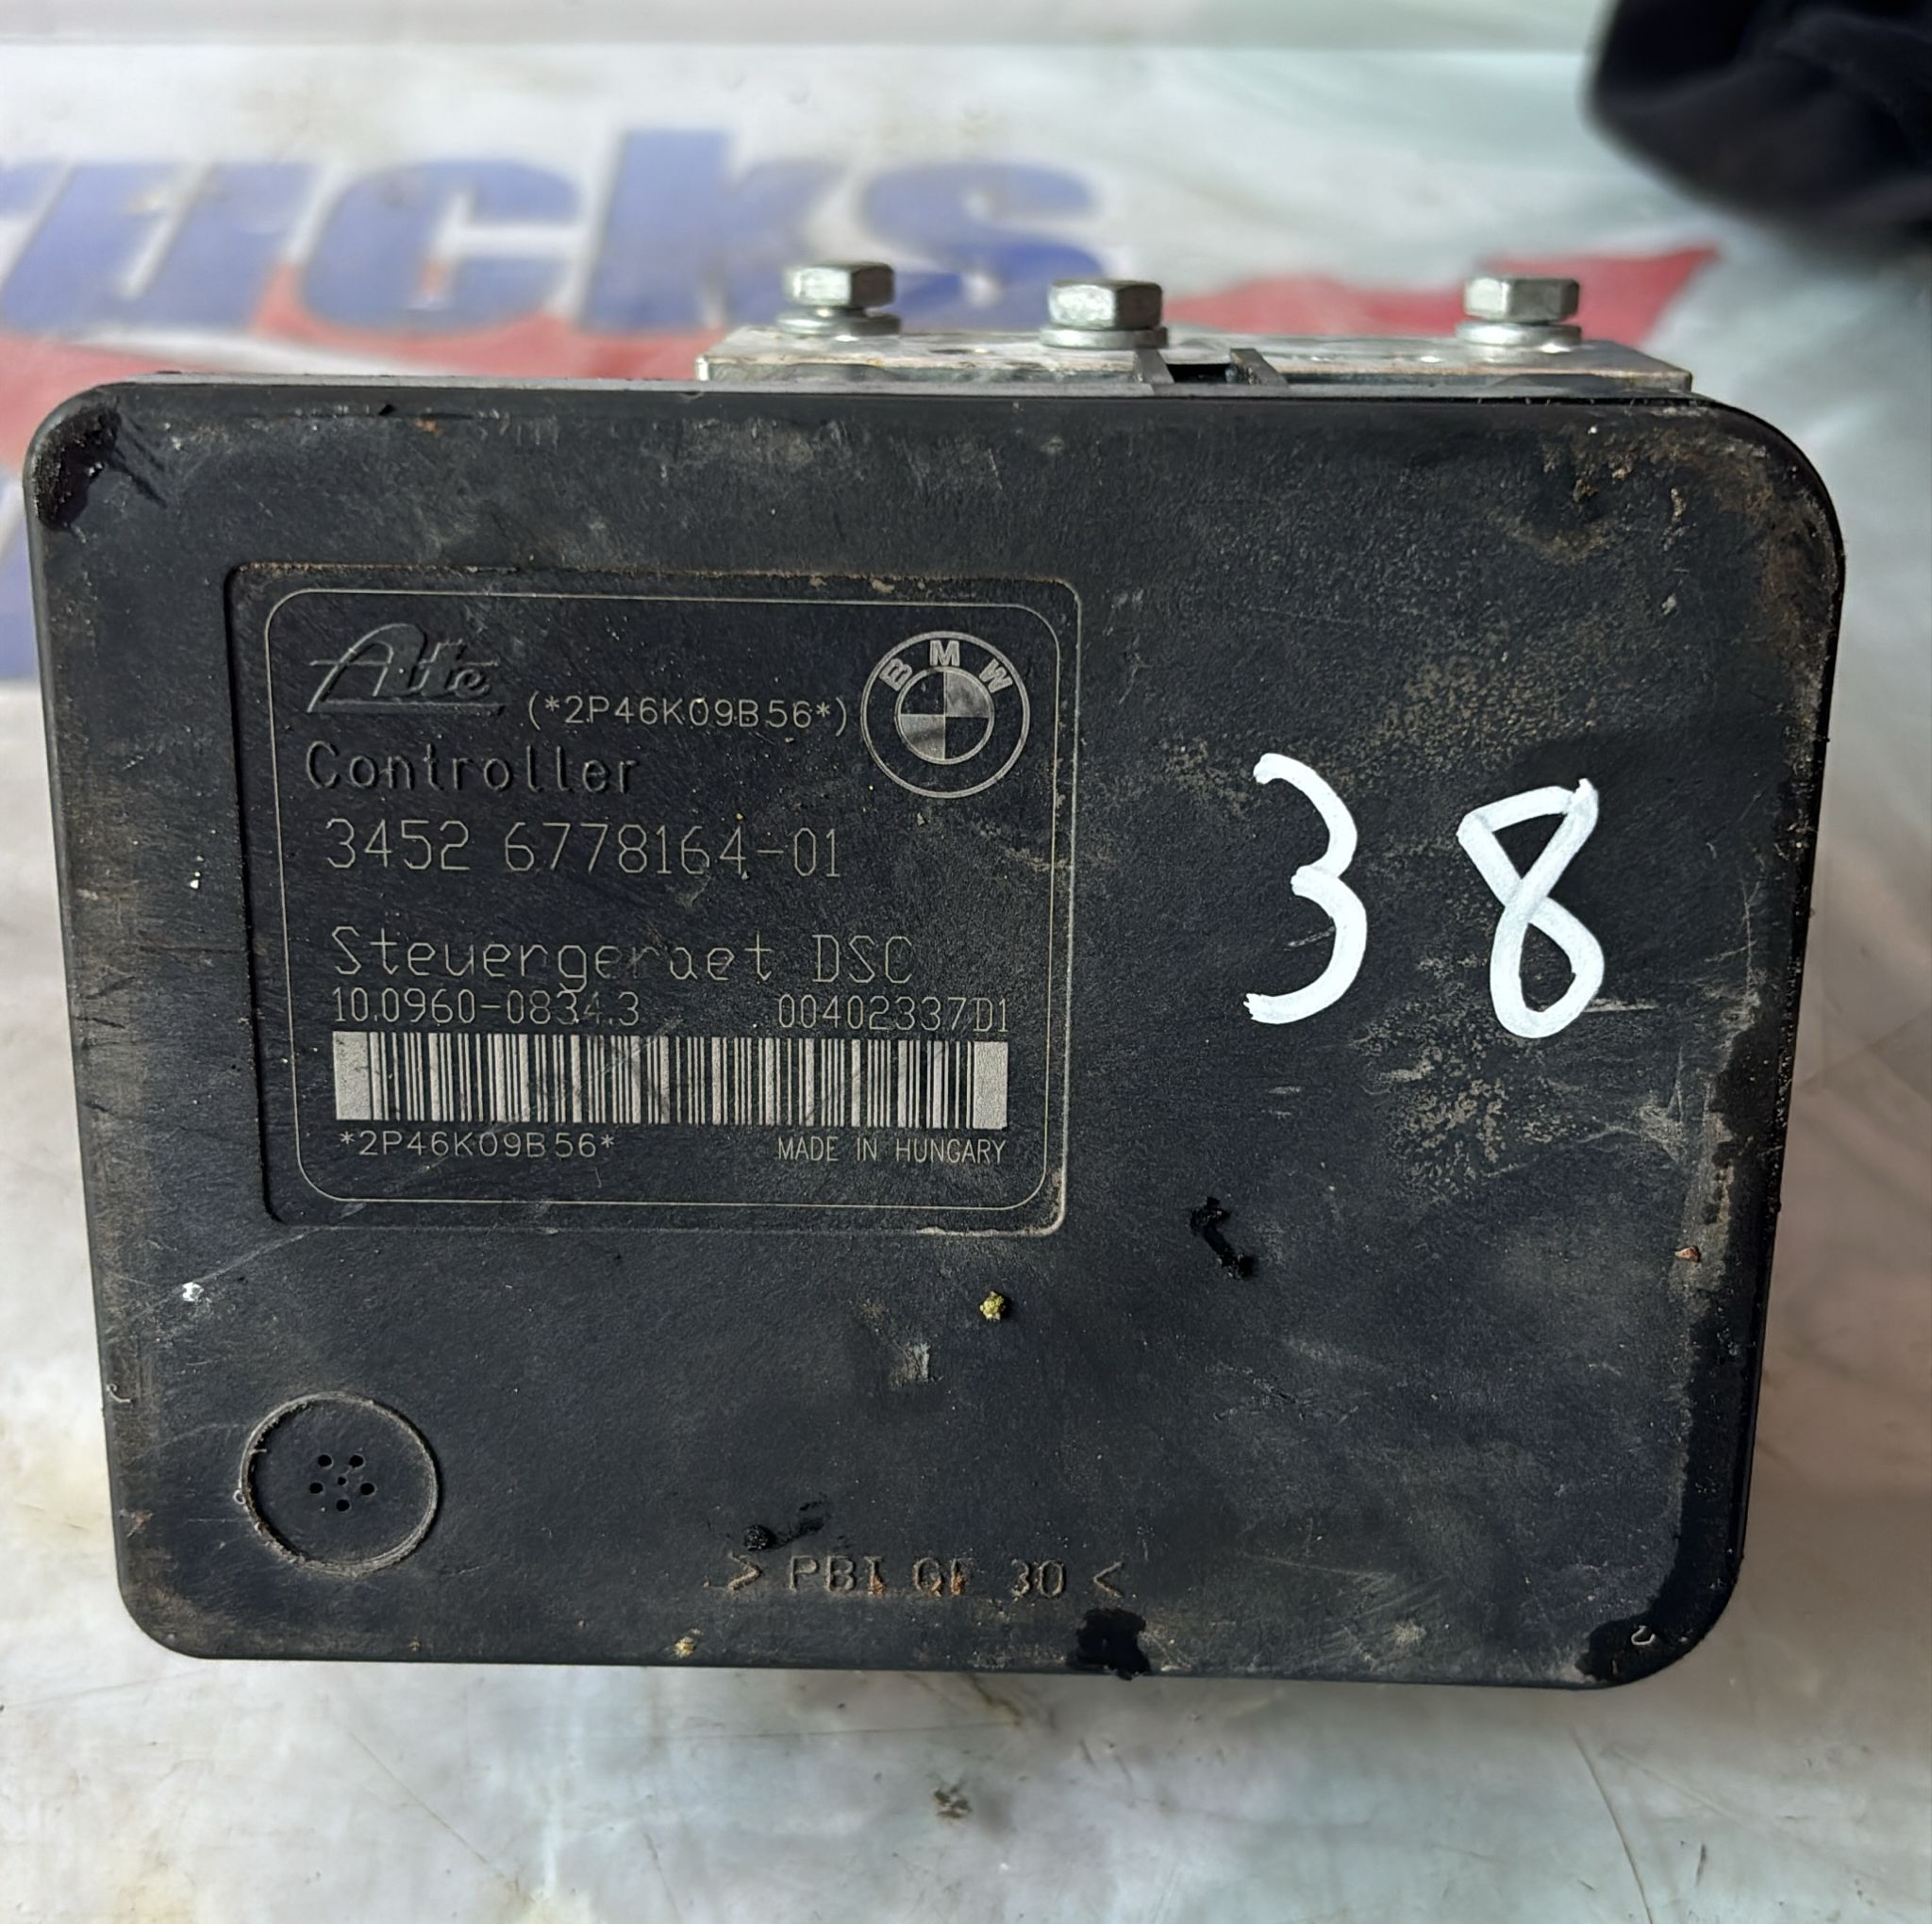 ucks
Ate
(*2P46K09B56*)
BMW
Controller
3452 6778164-01
Steuergeraet DSC
10.0960-0834.3 00402337D1
*2P46K09B56* MADE IN HUNGARY
38
> PBT GF 30 <